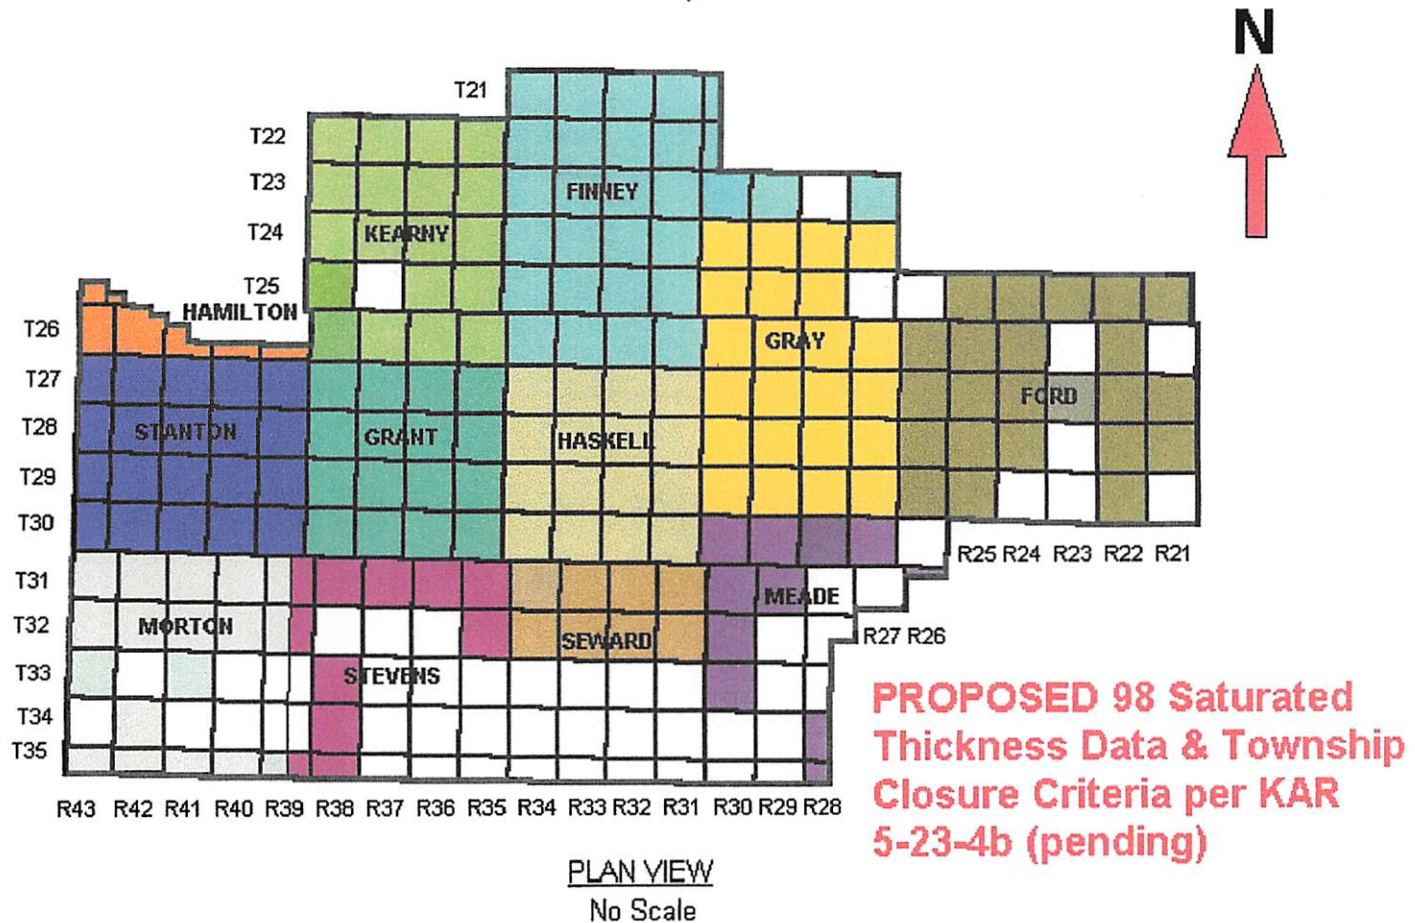 N
T21
T22
T23
FINNEY
T24
KEARNY
T25
HAMILTON
T26
GRAY
T27
FORD
T28
STANTON
GRANT
HASKELL
T29
T30
R25 R24 R23 R22 R21
T31
MEADE
T32
MORTON
SEWARD
R27 R26
T33
STEVENS
T34
T35
R43 R42 R41 R40 R39 R38 R37 R36 R35 R34 R33 R32 R31 R30 R29 R28
PROPOSED 98 Saturated
Thickness Data & Township
Closure Criteria per KAR
5-23-4b (pending)
PLAN VIEW
No Scale